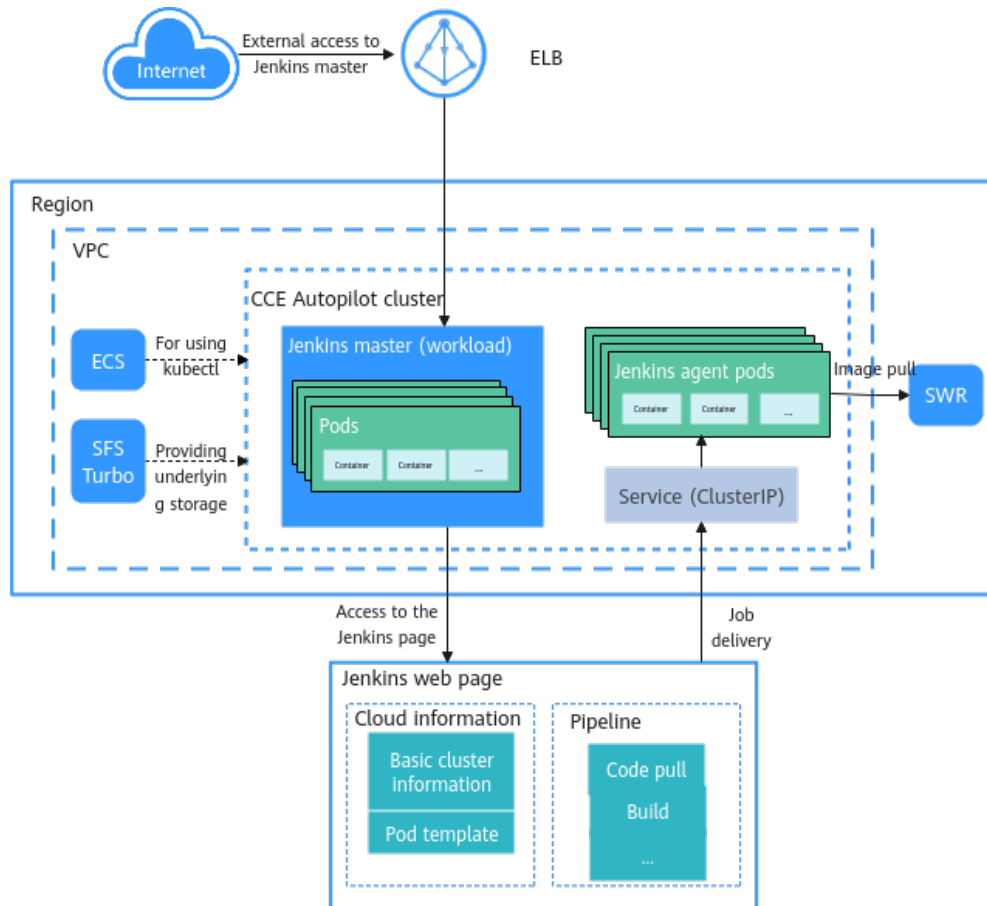 External access to
Jenkins master
Internet
ELB
Region
VPC
CCE Autopilot cluster
ECS
For using
kubectl
SFS
Turbo
Providing
underlyin
g storage
Jenkins master (workload)
Pods
Container
Container
...
Jenkins agent pods
Container
Container
...
Image pull
SWR
Service (ClusterIP)
Access to the
Jenkins page
Job
delivery
Jenkins web page
Cloud information
Basic cluster
information
Pod template
Pipeline
Code pull
Build
...